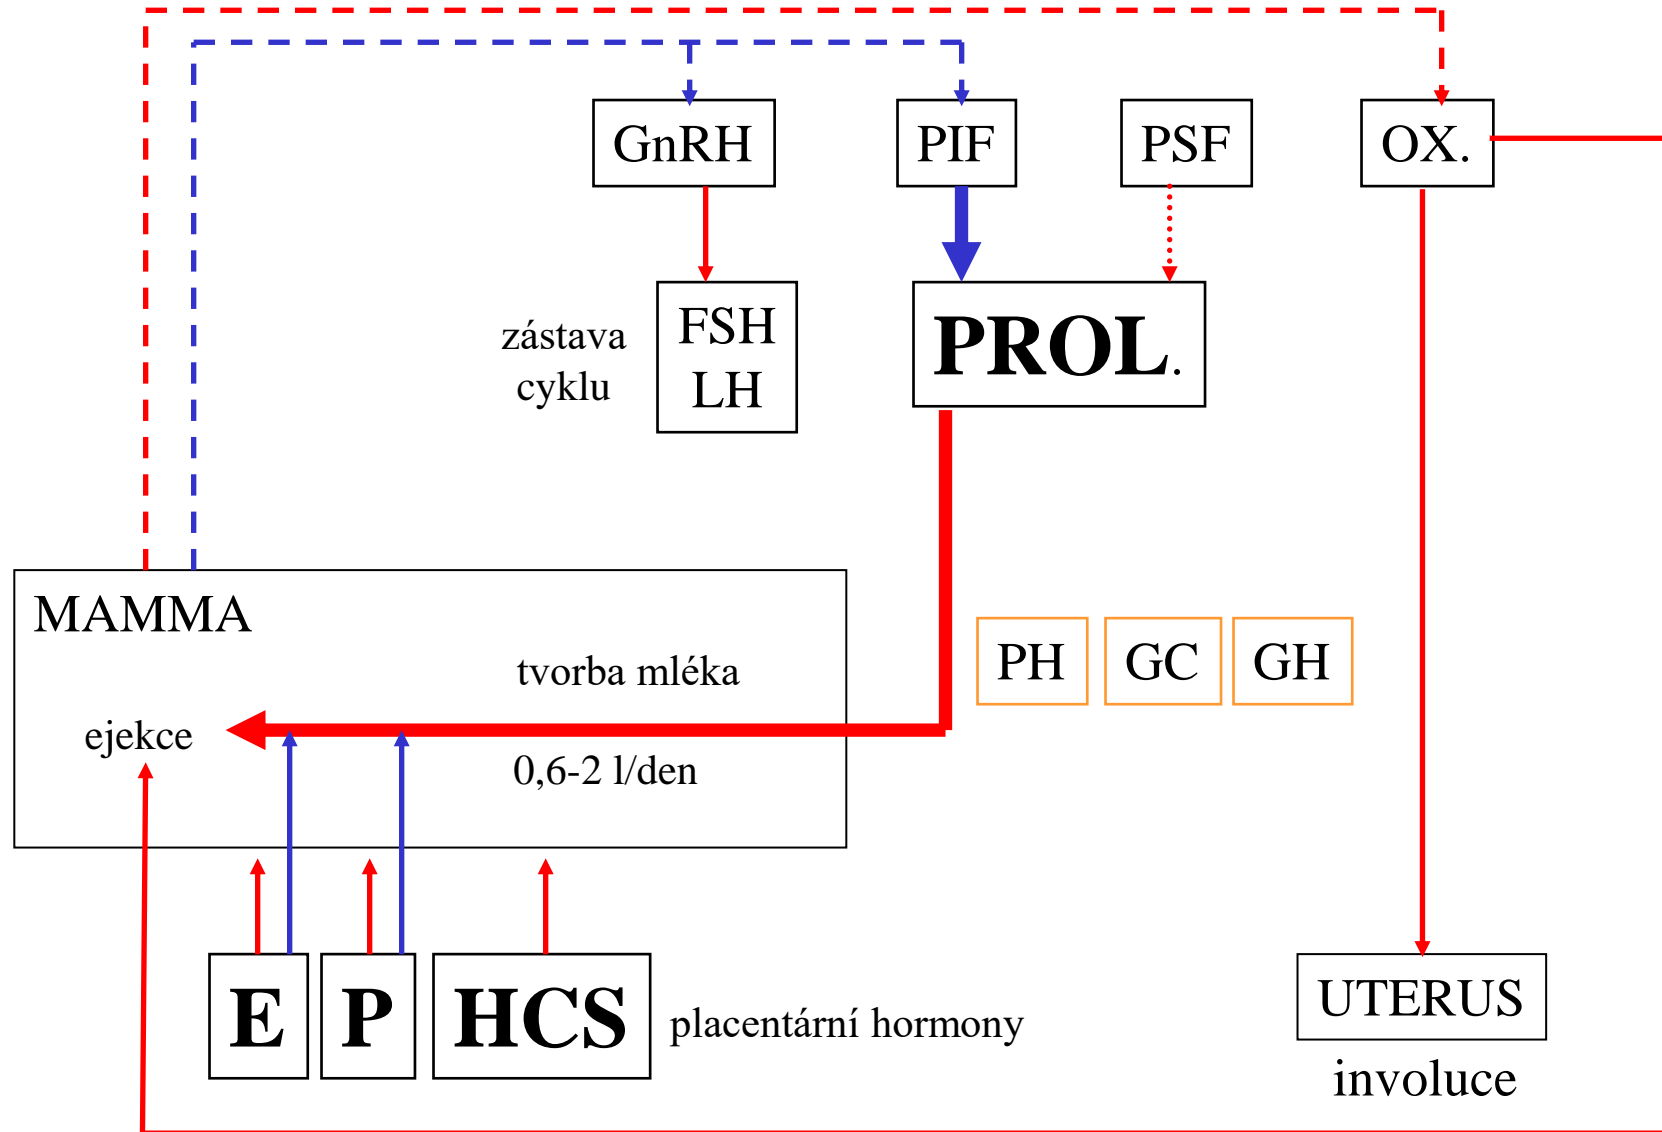 GnRH
PIF
PSF
OX.
zástava
cyklu
FSH
LH
PROL.
MAMMA
tvorba mléka
ejekce
0,6-2 l/den
PH
GC
GH
E
P
HCS
placentární hormony
UTERUS
involuce